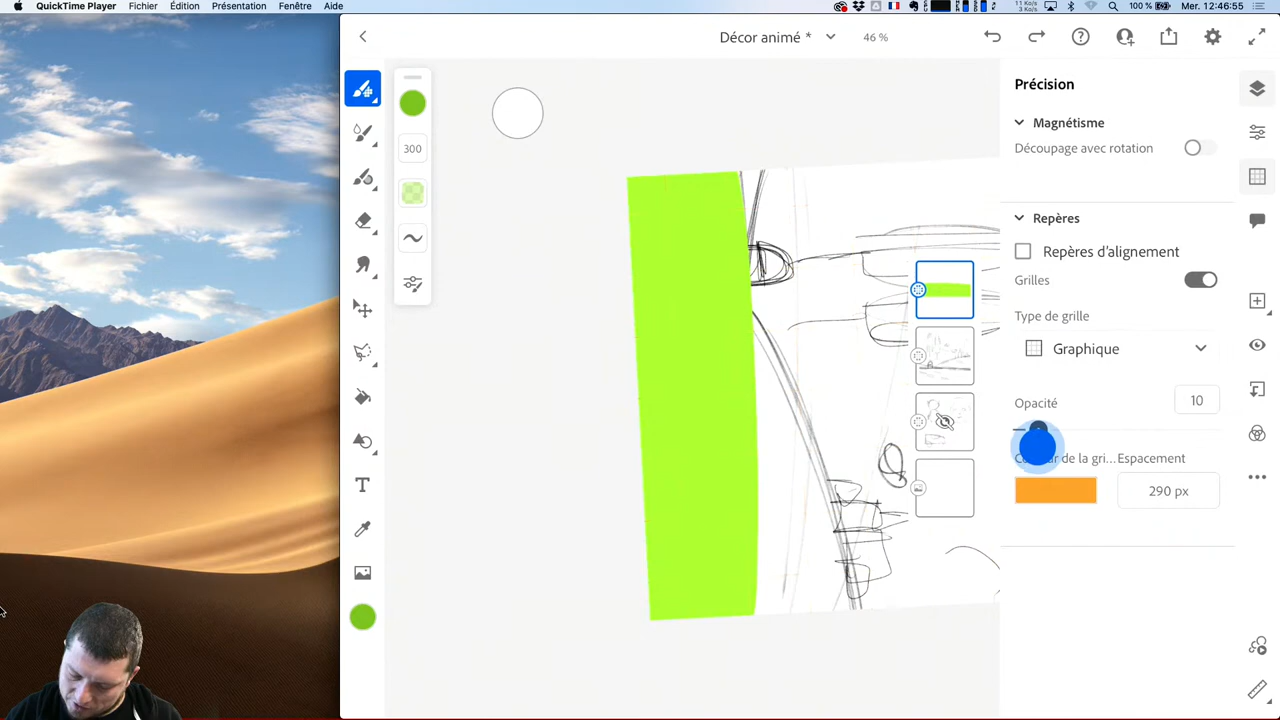 QuickTime Player Fichier Édition Présentation Fenêtre Aide
100 % Mer. 12:46:55
Décor animé * 46 %
Précision
Magnétisme
Découpage avec rotation
300
Repères
Repères d'alignement
Grilles
Type de grille
Graphique
Opacité 10
de la gri... Espacement
290 px
T